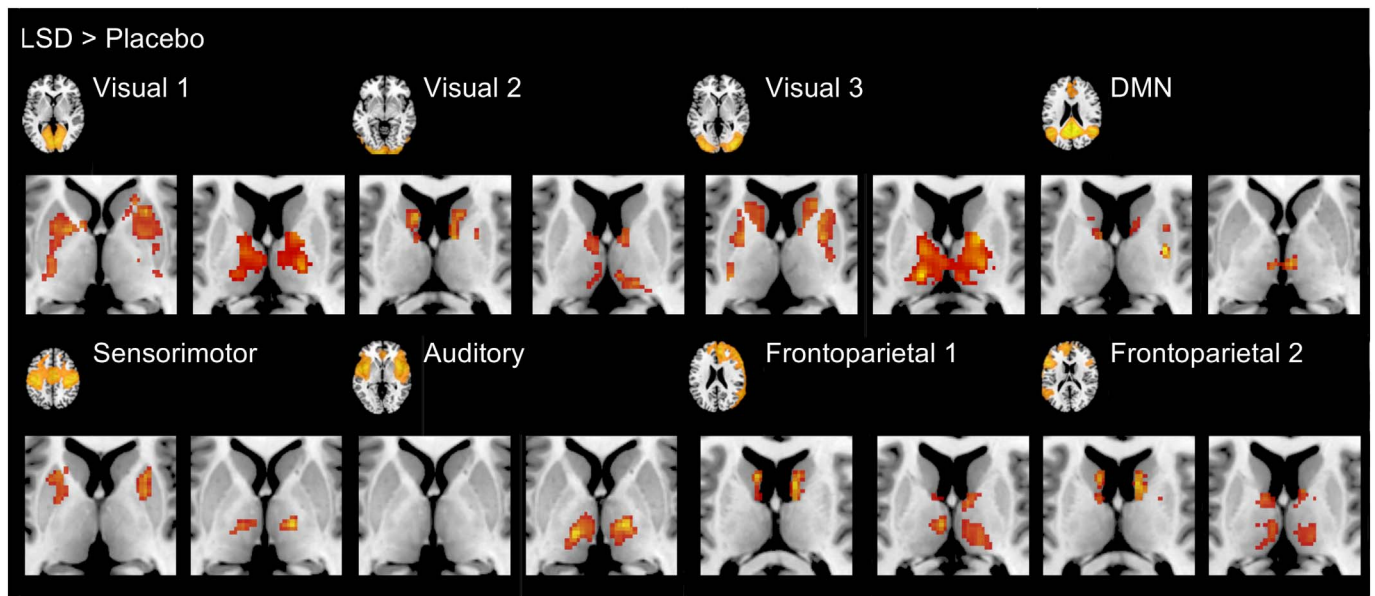 LSD > Placebo
Visual 1
Visual 2
Visual 3
DMN
Sensorimotor
Auditory
Frontoparietal 1
Frontoparietal 2